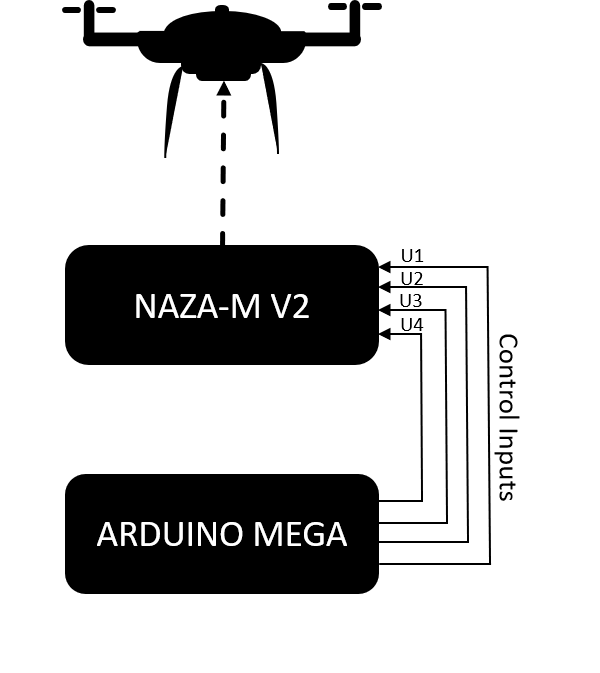 U1
U2
NAZA-M V2
U3
U4
Control Inputs
ARDUINO MEGA